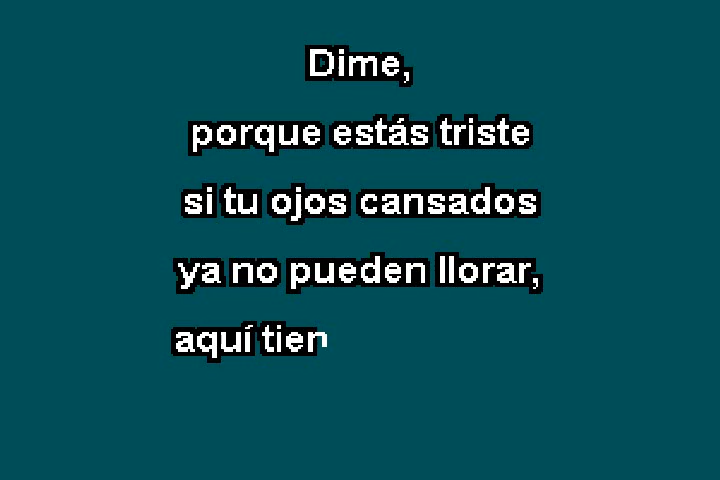 Dime,
porque estás triste
si tu ojos cansados
ya no pueden llorar,
aquí tien